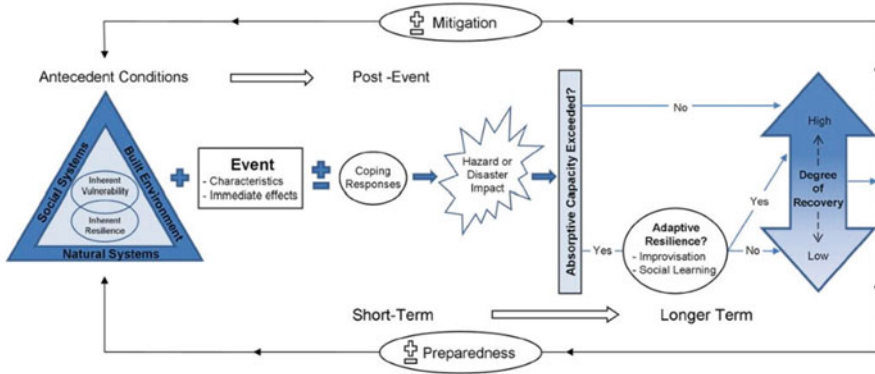 Mitigation
Antecedent Conditions
Post -Event
Social Systems
Built Environment
Natural Systems
Inherent
Vulnerability
Inherent
Resilience
Event
- Characteristics
- Immediate effects
Coping
Responses
Hazard or
Disaster
Impact
Absorptive Capacity Exceeded?
No
Yes
Adaptive
Resilience?
- Improvisation
- Social Learning
Yes
No
High
Degree
of
Recovery
Low
Short-Term
Longer Term
Preparedness